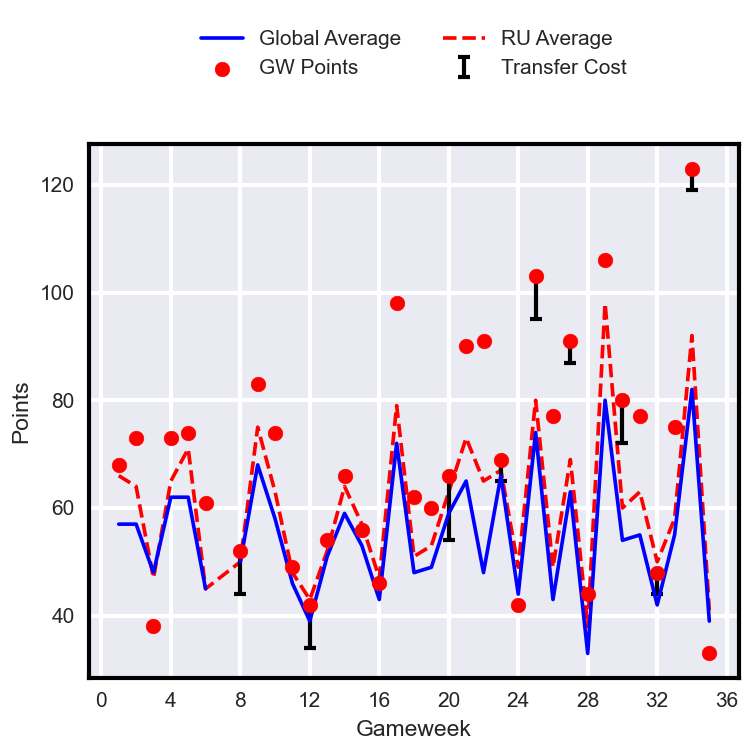 Global Average RU Average
GW Points Transfer Cost
120
100
80
60
40
Points
0 4 8 12 16 20 24 28 32 36
Gameweek